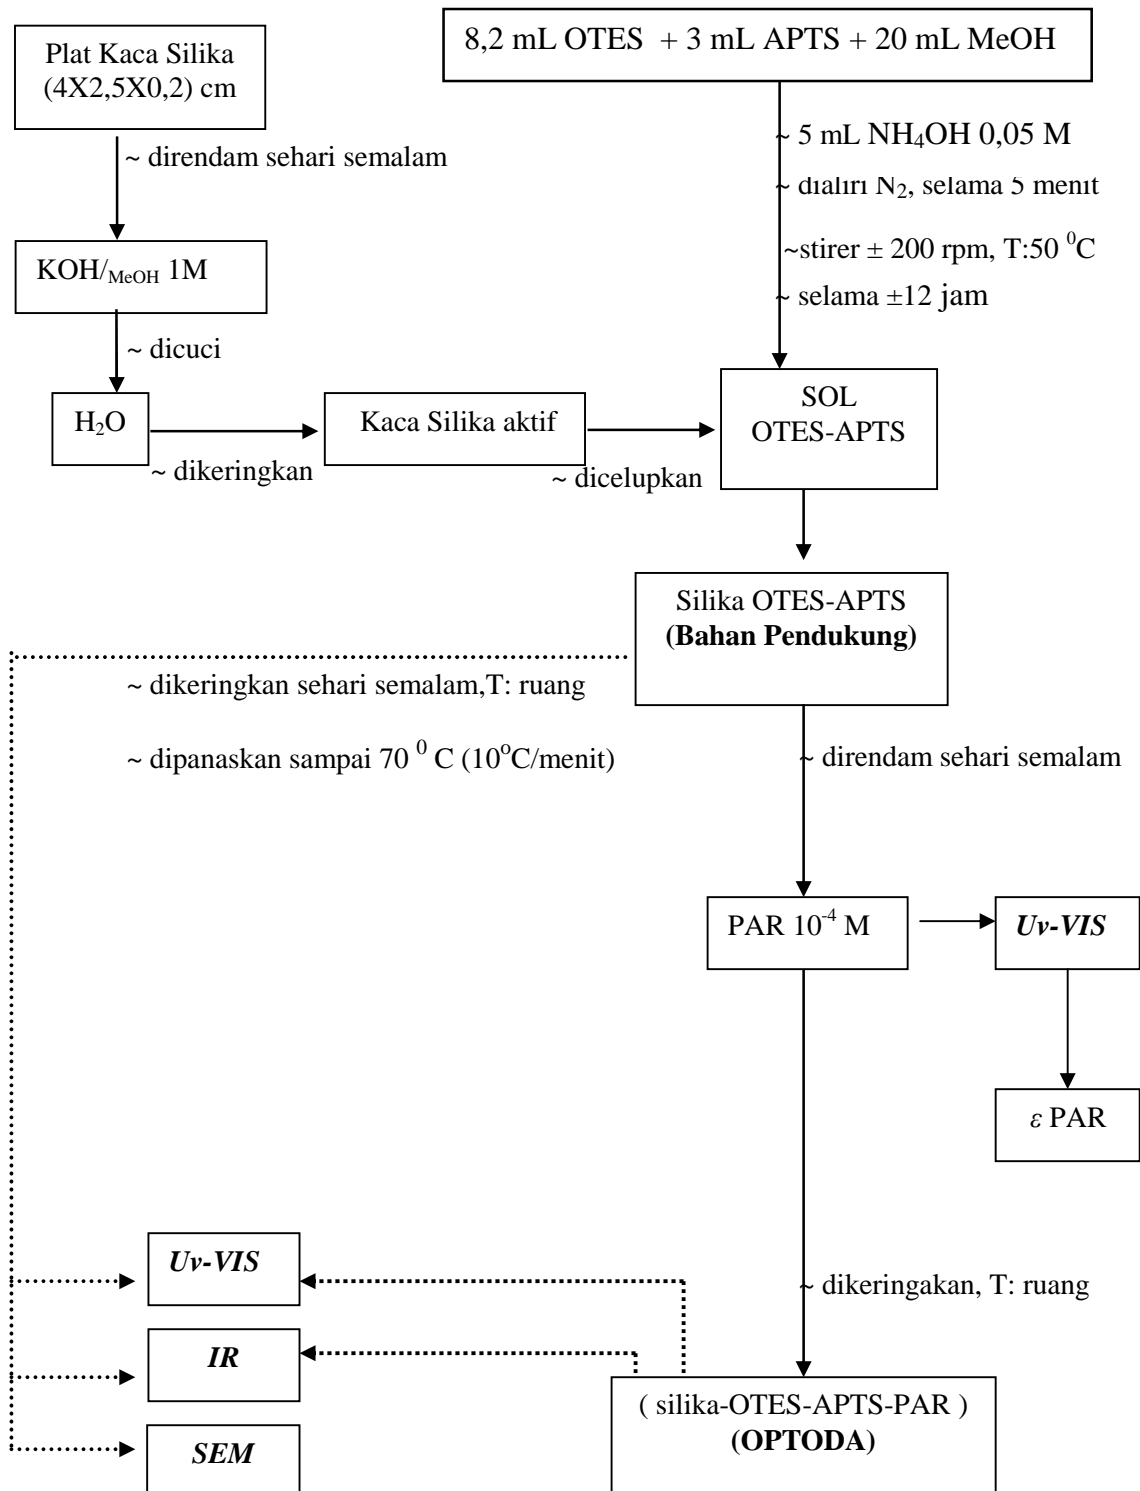 8,2 mL OTES + 3 mL APTS + 20 mL MeOH
Plat Kaca Silika
(4X2,5X0,2) cm
~ direndam sehari semalam
~ 5 mL NH₄OH 0,05 M
~ dialiri N₂, selama 5 menit
~stirer ± 200 rpm, T:50 ⁰C
~ selama ±12 jam
KOH/MeOH 1M
~ dicuci
H₂O
~ dikeringkan
Kaca Silika aktif
~ dicelupkan
SOL
OTES-APTS
Silika OTES-APTS
(Bahan Pendukung)
~ dikeringkan sehari semalam,T: ruang
~ dipanaskan sampai 70 ⁰ C (10°C/menit)
~ direndam sehari semalam
PAR 10⁻⁴ M
Uv-VIS
ε PAR
~ dikeringakan, T: ruang
Uv-VIS
IR
SEM
( silika-OTES-APTS-PAR )
(OPTODA)